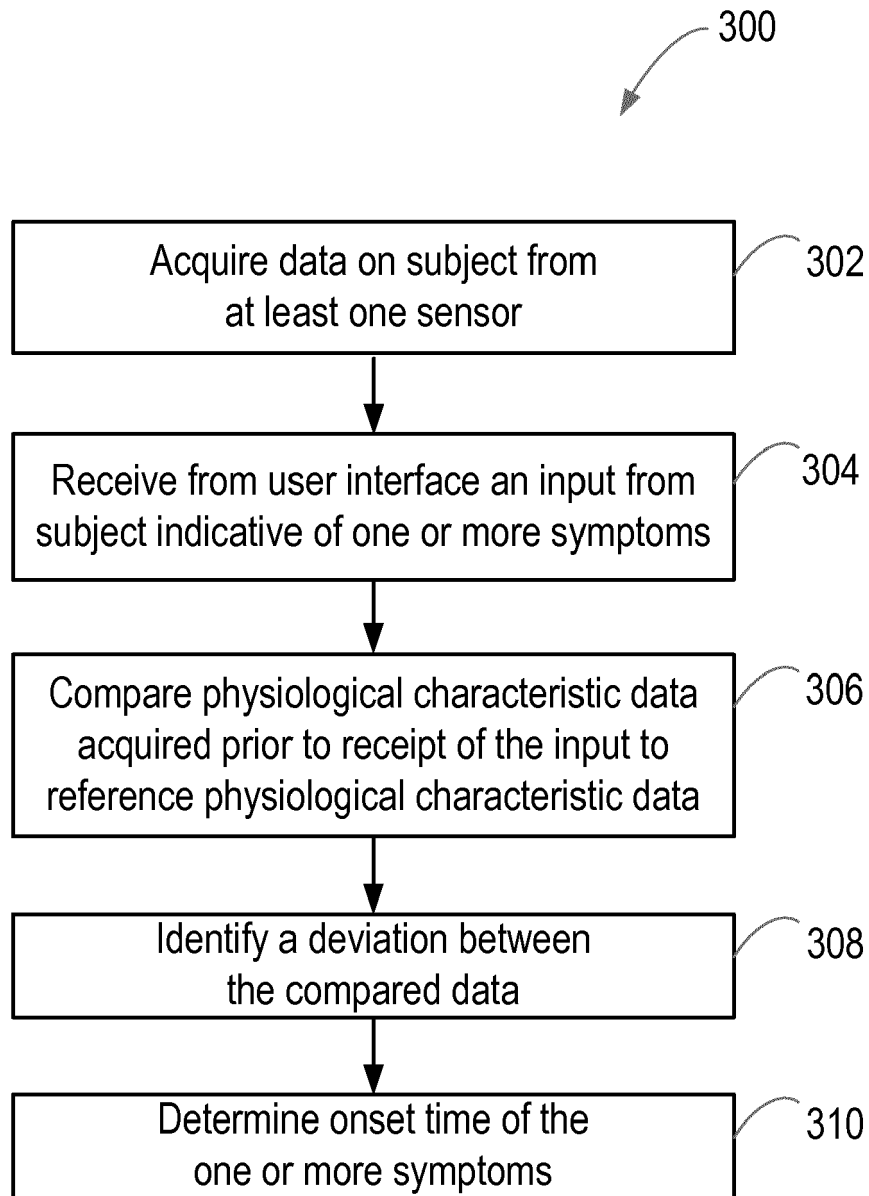 300
Acquire data on subject from
at least one sensor
302
Receive from user interface an input from
subject indicative of one or more symptoms
304
Compare physiological characteristic data
acquired prior to receipt of the input to
reference physiological characteristic data
306
Identify a deviation between
the compared data
308
Determine onset time of the
one or more symptoms
310